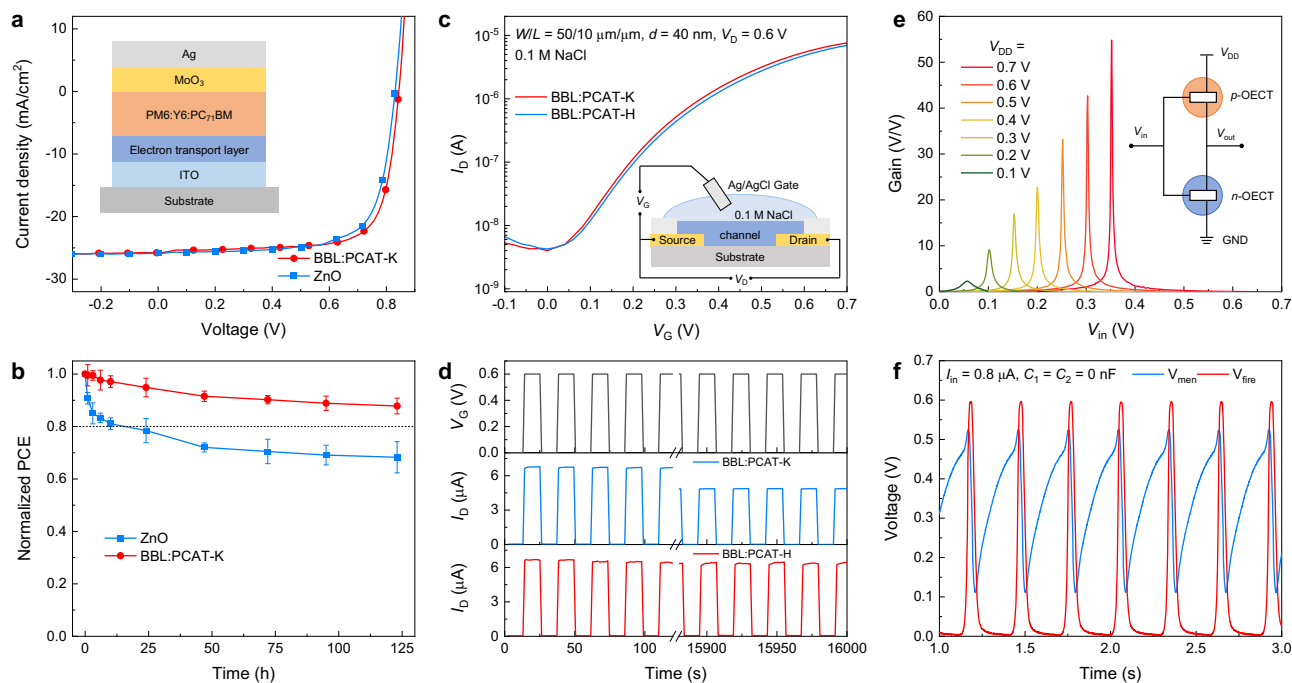 a
Current density (mA/cm²)
10
0
-10
-20
-30
Ag
MoO₃
PM6:Y6:PC₇₁BM
Electron transport layer
ITO
Substrate
BBL:PCAT-K
ZnO
-0.2
0.0
0.2
0.4
0.6
0.8
Voltage (V)
b
Normalized PCE
1.0
0.8
0.6
0.4
0.2
0.0
ZnO
BBL:PCAT-K
0
25
50
75
100
125
Time (h)
c
W/L = 50/10 μm/μm, d = 40 nm, V_D = 0.6 V
0.1 M NaCl
BBL:PCAT-K
BBL:PCAT-H
I_D (A)
10⁻⁵
10⁻⁶
10⁻⁷
10⁻⁸
10⁻⁹
Ag/AgCl Gate
V_G
0.1 M NaCl
channel
Source
Drain
Substrate
V_D
-0.1
0.0
0.1
0.2
0.3
0.4
0.5
0.6
0.7
V_G (V)
d
V_G (V)
0.6
0.4
0.2
0.0
BBL:PCAT-K
I_D (μA)
6
3
0
BBL:PCAT-H
I_D (μA)
6
3
0
0
50
100
15900
15950
16000
Time (s)
e
Gain (V/V)
60
50
40
30
20
10
0
V_DD =
0.7 V
0.6 V
0.5 V
0.4 V
0.3 V
0.2 V
0.1 V
V_DD
p-OECT
V_in
V_out
n-OECT
GND
0.0
0.1
0.2
0.3
0.4
0.5
0.6
0.7
V_in (V)
f
I_in = 0.8 μA, C₁ = C₂ = 0 nF
V_men
V_fire
Voltage (V)
0.7
0.6
0.5
0.4
0.3
0.2
0.1
0.0
1.0
1.5
2.0
2.5
3.0
Time (s)